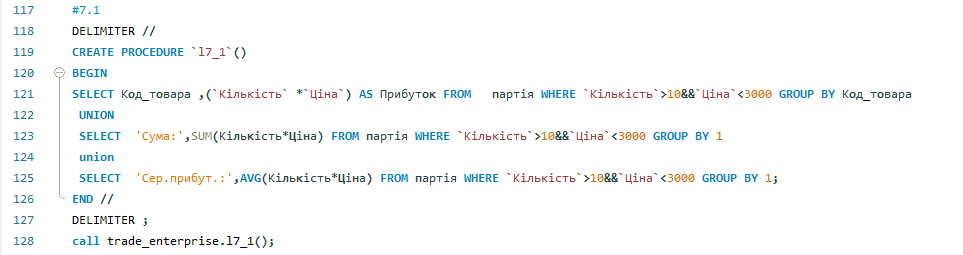 117 #7.1
118 DELIMITER //
119 CREATE PROCEDURE `l7_1`()
120 BEGIN
121 SELECT Код_товара ,(`Кількість` *`Ціна`) AS Прибуток FROM   партія WHERE `Кількість`>10&&`Ціна`<3000 GROUP BY Код_товара
122 UNION
123 SELECT  'Сума:',SUM(Кількість*Ціна) FROM партія WHERE `Кількість`>10&&`Ціна`<3000 GROUP BY 1
124 union
125 SELECT  'Сер.прибут.:',AVG(Кількість*Ціна) FROM партія WHERE `Кількість`>10&&`Ціна`<3000 GROUP BY 1;
126 END //
127 DELIMITER ;
128 call trade_enterprise.l7_1();